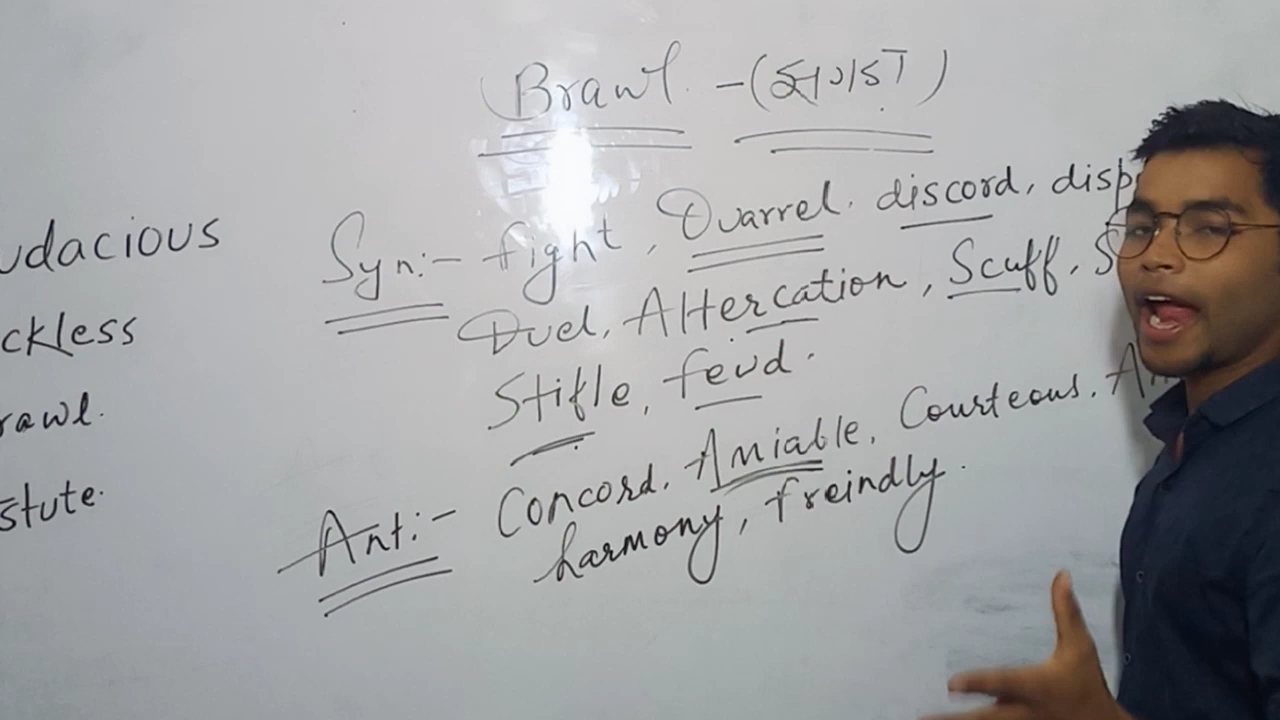 Brawl. - (झगड़ा)
Syn:- fight, Quarrel. discord, disp
Duel, Altercation, Scuff, S
Stifle, feud.
Ant:- Concord. Amiable, Courteous. Am
harmony, freindly.
udacious
ckless
rawl.
stute.